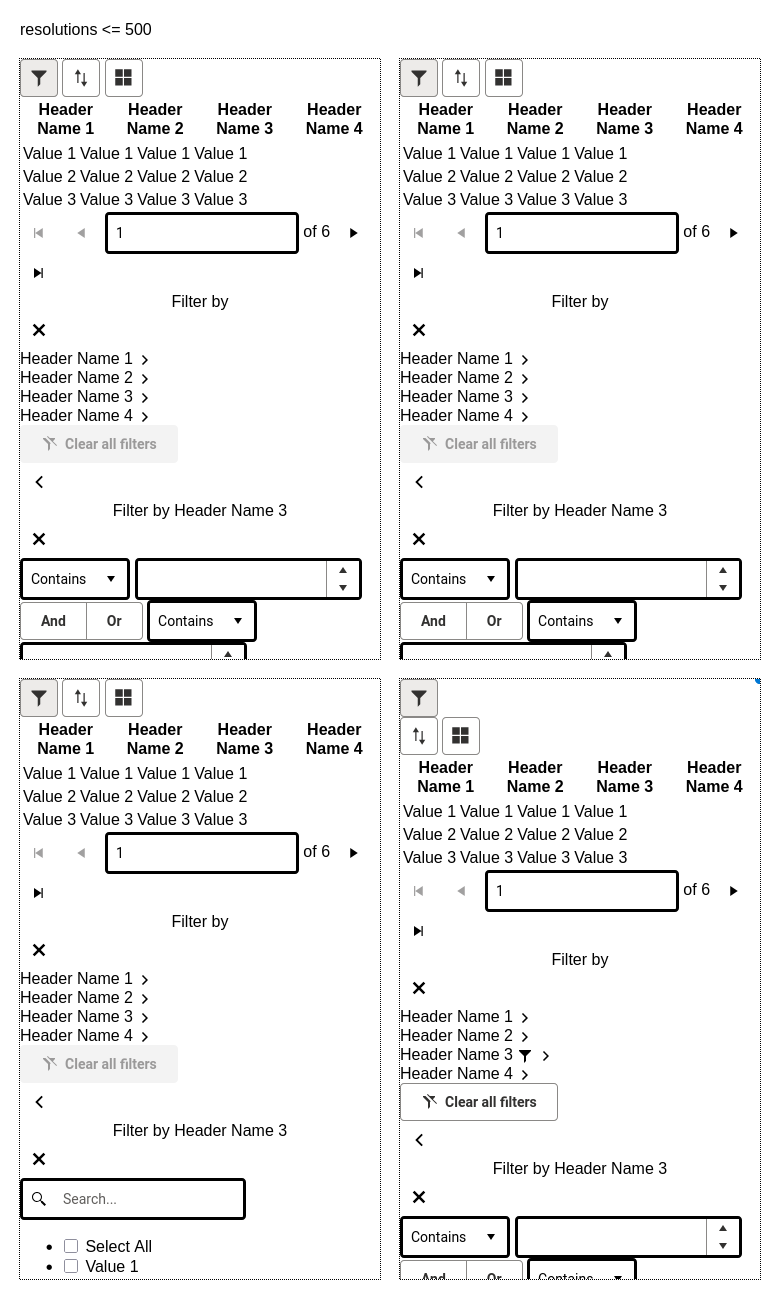 resolutions <= 500
Header Name 1 Header Name 2 Header Name 3 Header Name 4
Value 1 Value 1 Value 1 Value 1
Value 2 Value 2 Value 2 Value 2
Value 3 Value 3 Value 3 Value 3
1 of 6
Filter by
Header Name 1
Header Name 2
Header Name 3
Header Name 4
Clear all filters
Filter by Header Name 3
Contains
And Or Contains
Header Name 1 Header Name 2 Header Name 3 Header Name 4
Value 1 Value 1 Value 1 Value 1
Value 2 Value 2 Value 2 Value 2
Value 3 Value 3 Value 3 Value 3
1 of 6
Filter by
Header Name 1
Header Name 2
Header Name 3
Header Name 4
Clear all filters
Filter by Header Name 3
Contains
And Or Contains
Header Name 1 Header Name 2 Header Name 3 Header Name 4
Value 1 Value 1 Value 1 Value 1
Value 2 Value 2 Value 2 Value 2
Value 3 Value 3 Value 3 Value 3
1 of 6
Filter by
Header Name 1
Header Name 2
Header Name 3
Header Name 4
Clear all filters
Filter by Header Name 3
Search...
Select All
Value 1
Header Name 1 Header Name 2 Header Name 3 Header Name 4
Value 1 Value 1 Value 1 Value 1
Value 2 Value 2 Value 2 Value 2
Value 3 Value 3 Value 3 Value 3
1 of 6
Filter by
Header Name 1
Header Name 2
Header Name 3
Header Name 4
Clear all filters
Filter by Header Name 3
Contains
And Or Contains